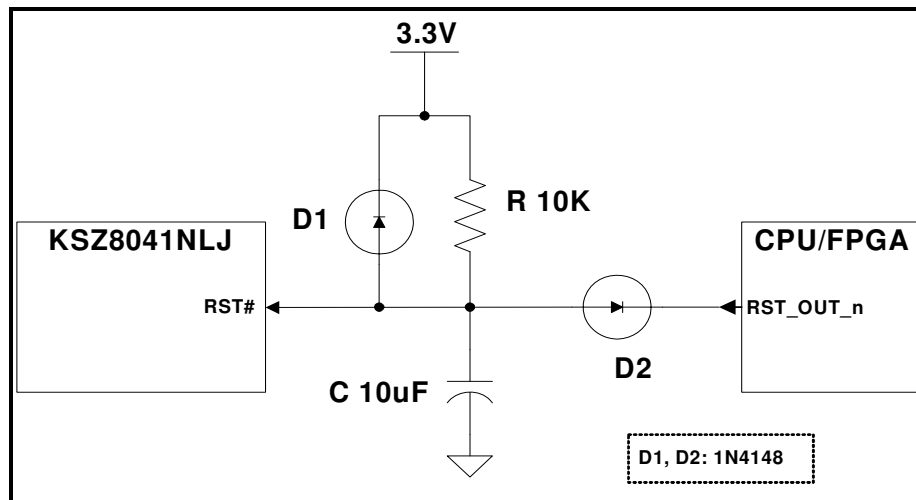 3.3V
D1
R 10K
KSZ8041NLJ
CPU/FPGA
RST#
RST_OUT_n
D2
C 10uF
D1, D2: 1N4148